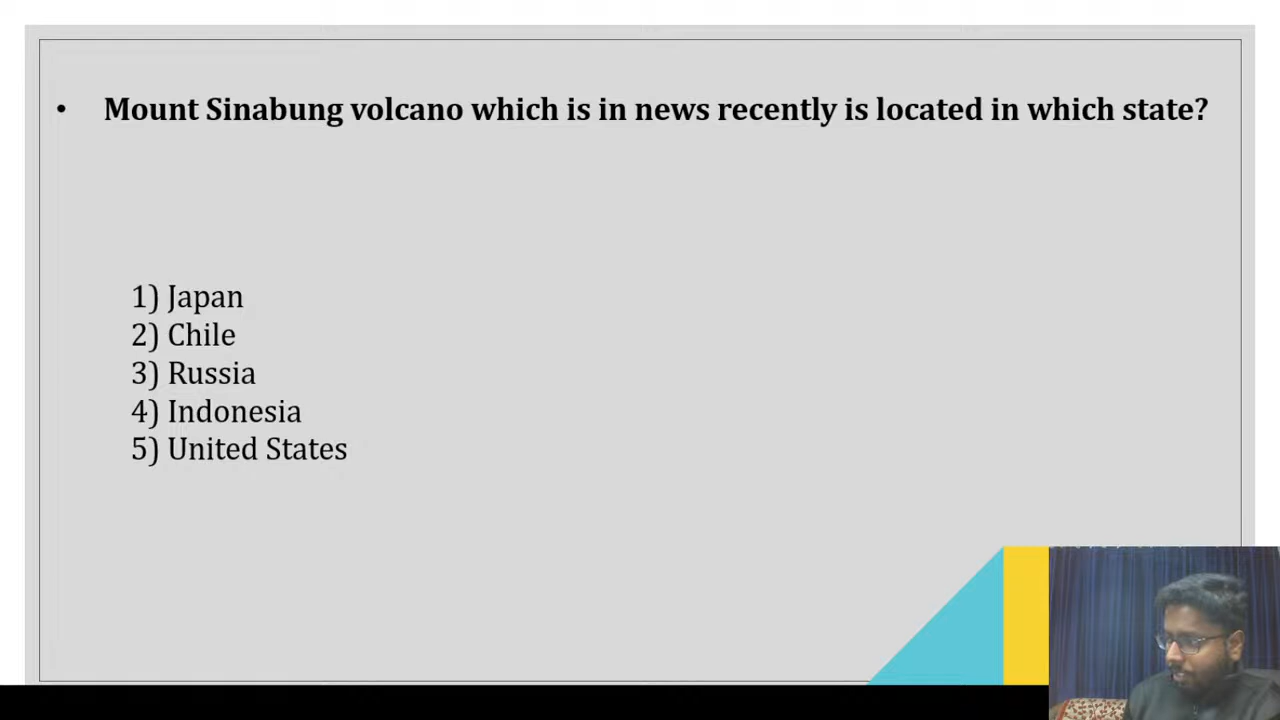 • Mount Sinabung volcano which is in news recently is located in which state?
1) Japan
2) Chile
3) Russia
4) Indonesia
5) United States